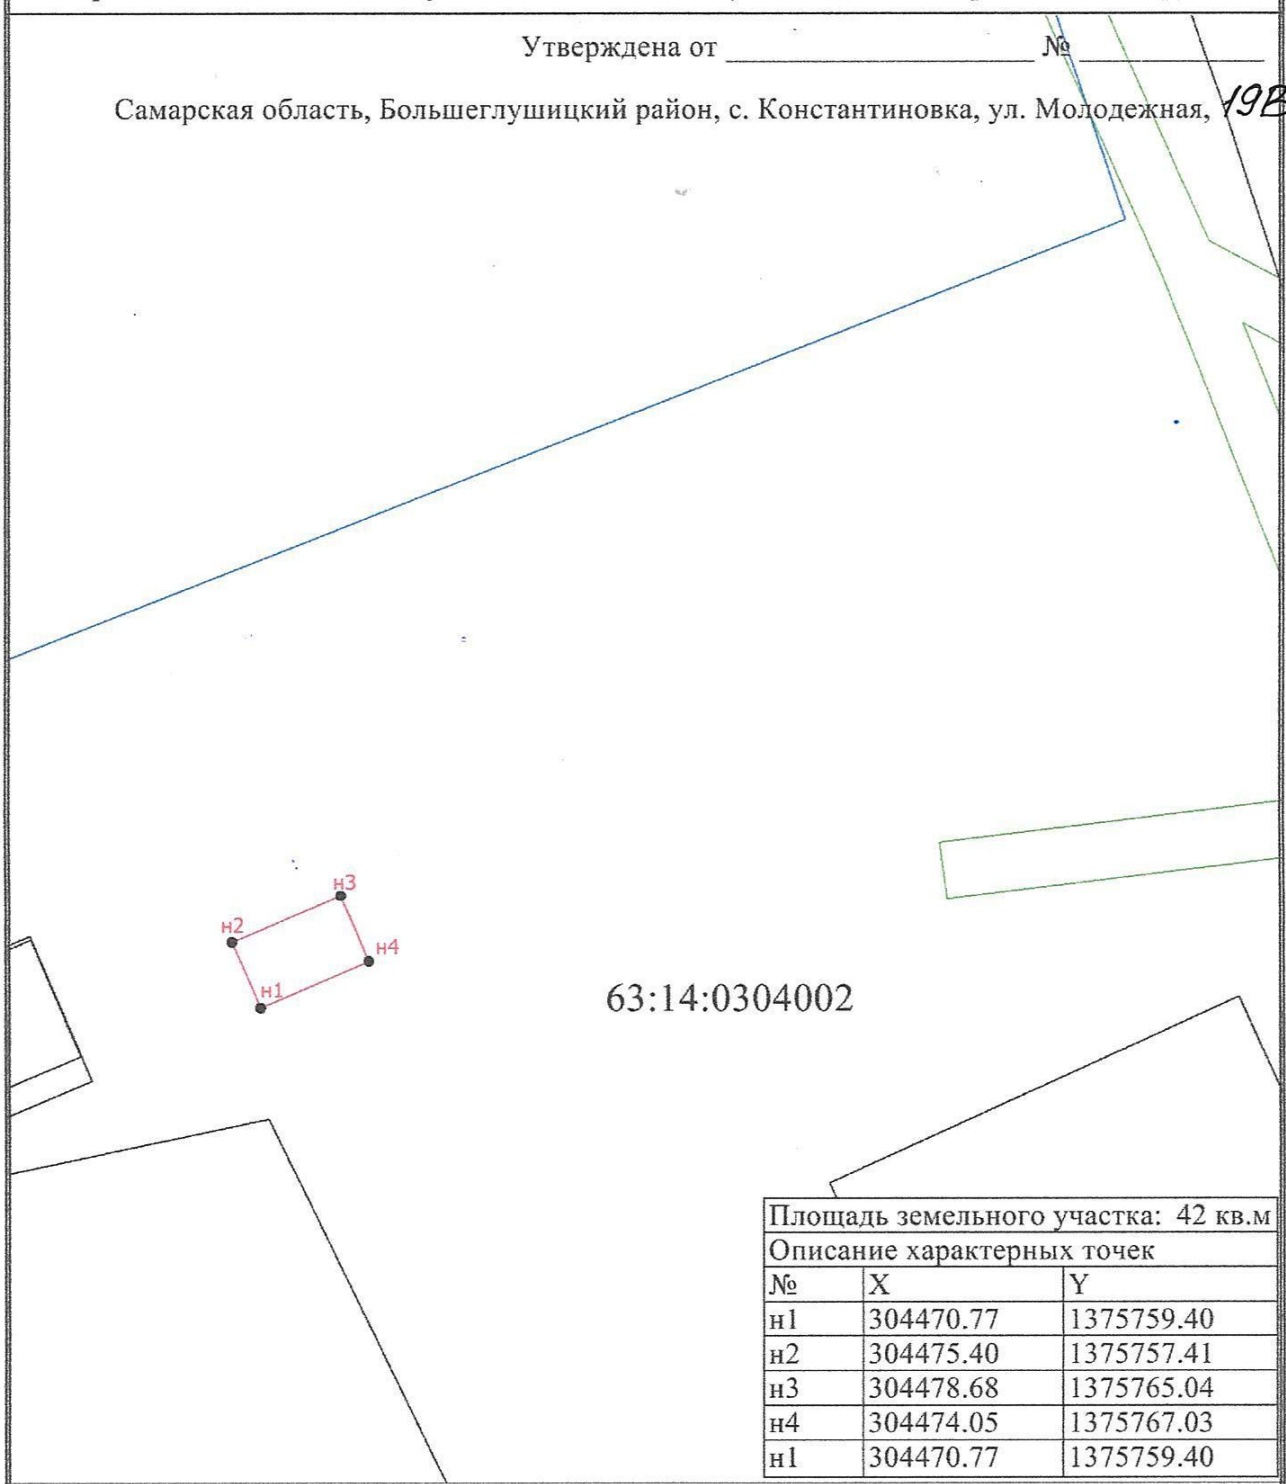 Утверждена от ____________ № ____________
Самарская область, Большеглушицкий район, с. Константиновка, ул. Молодежная, 19В
н3
н2
н4
н1
63:14:0304002
Площадь земельного участка: 42 кв.м
Описание характерных точек
№ X Y
н1 304470.77 1375759.40
н2 304475.40 1375757.41
н3 304478.68 1375765.04
н4 304474.05 1375767.03
н1 304470.77 1375759.40